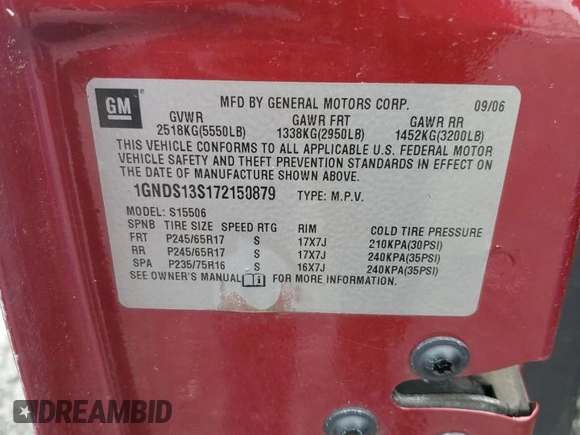 GM
MFD BY GENERAL MOTORS CORP. 09/06
GVWR GAWR FRT GAWR RR
2518KG(5550LB) 1338KG(2950LB) 1452KG(3200LB)
THIS VEHICLE CONFORMS TO ALL APPLICABLE U.S. FEDERAL MOTOR
VEHICLE SAFETY AND THEFT PREVENTION STANDARDS IN EFFECT ON
THE DATE OF MANUFACTURE SHOWN ABOVE.
1GNDS13S172150879 TYPE: M.P.V.
MODEL: S15506
SPNB TIRE SIZE SPEED RTG RIM COLD TIRE PRESSURE
FRT P245/65R17 S 17X7J 210KPA(30PSI)
RR P245/65R17 S 17X7J 240KPA(35PSI)
SPA P235/75R16 S 16X7J 240KPA(35PSI)
SEE OWNER'S MANUAL FOR MORE INFORMATION.
DREAMBID